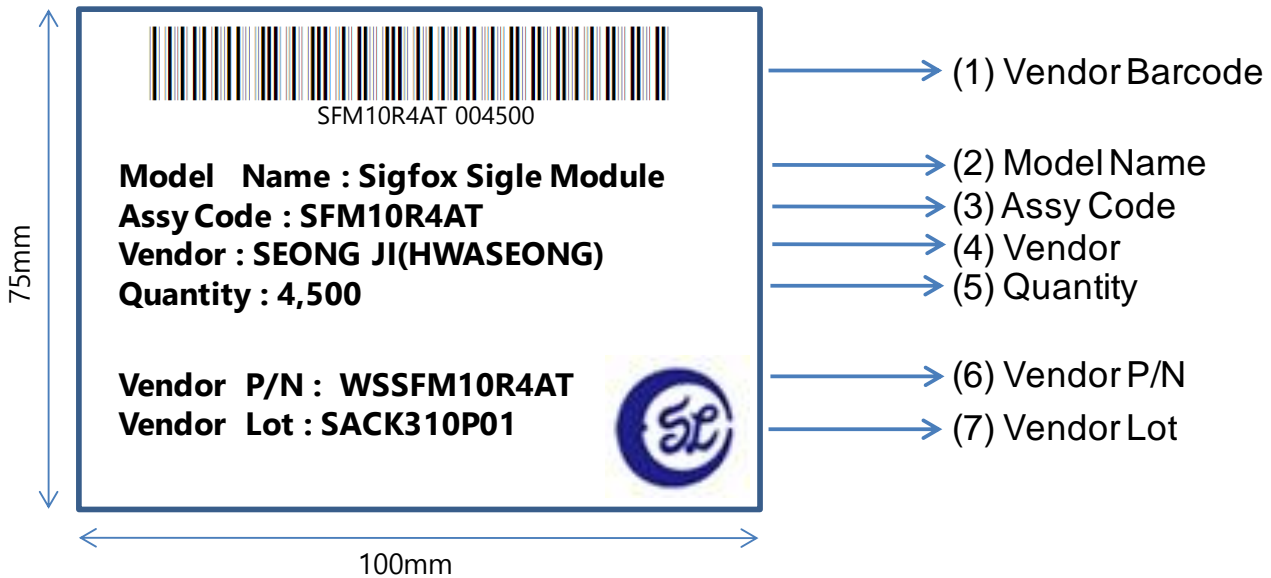 SFM10R4AT 004500
Model Name : Sigfox Sigle Module
Assy Code : SFM10R4AT
Vendor : SEONG JI(HWASEONG)
Quantity : 4,500
Vendor P/N : WSSFM10R4AT
Vendor Lot : SACK310P01
75mm
100mm
(1) Vendor Barcode
(2) Model Name
(3) Assy Code
(4) Vendor
(5) Quantity
(6) Vendor P/N
(7) Vendor Lot